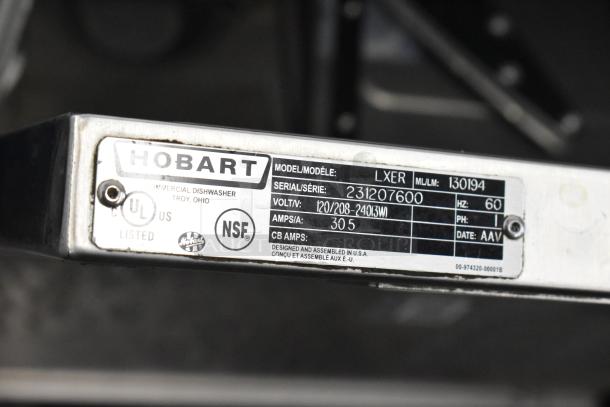 HOBART
COMMERCIAL DISHWASHER
TROY, OHIO
UL US
LISTED
NSF
MODEL/MODÈLE: LXER ML/LM: 130194
SERIAL/SÉRIE: 231207600
VOLT/V: 120/208-240(3W) HZ: 60
AMPS/A: 30.5 PH: 1
CB AMPS: DATE: AAV
DESIGNED AND ASSEMBLED IN U.S.A.
CONÇU ET ASSEMBLÉ AUX É.-U.
00-974320-00001B